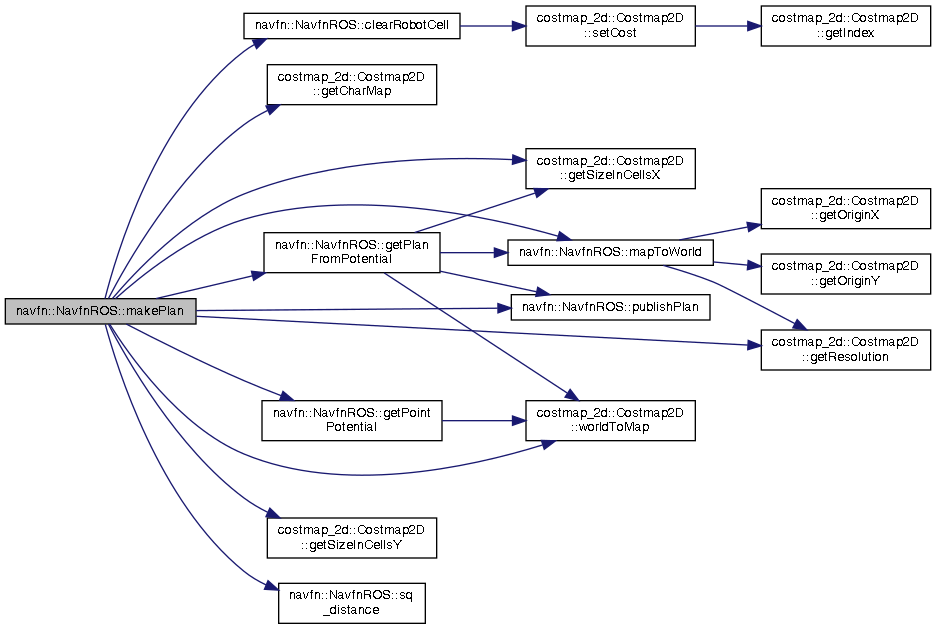 navfn::NavfnROS::clearRobotCell
costmap_2d::Costmap2D
::setCost
costmap_2d::Costmap2D
::getIndex
costmap_2d::Costmap2D
::getCharMap
costmap_2d::Costmap2D
::getSizeInCellsX
costmap_2d::Costmap2D
::getOriginX
navfn::NavfnROS::getPlan
FromPotential
navfn::NavfnROS::mapToWorld
costmap_2d::Costmap2D
::getOriginY
navfn::NavfnROS::makePlan
navfn::NavfnROS::publishPlan
costmap_2d::Costmap2D
::getResolution
navfn::NavfnROS::getPoint
Potential
costmap_2d::Costmap2D
::worldToMap
costmap_2d::Costmap2D
::getSizeInCellsY
navfn::NavfnROS::sq
_distance